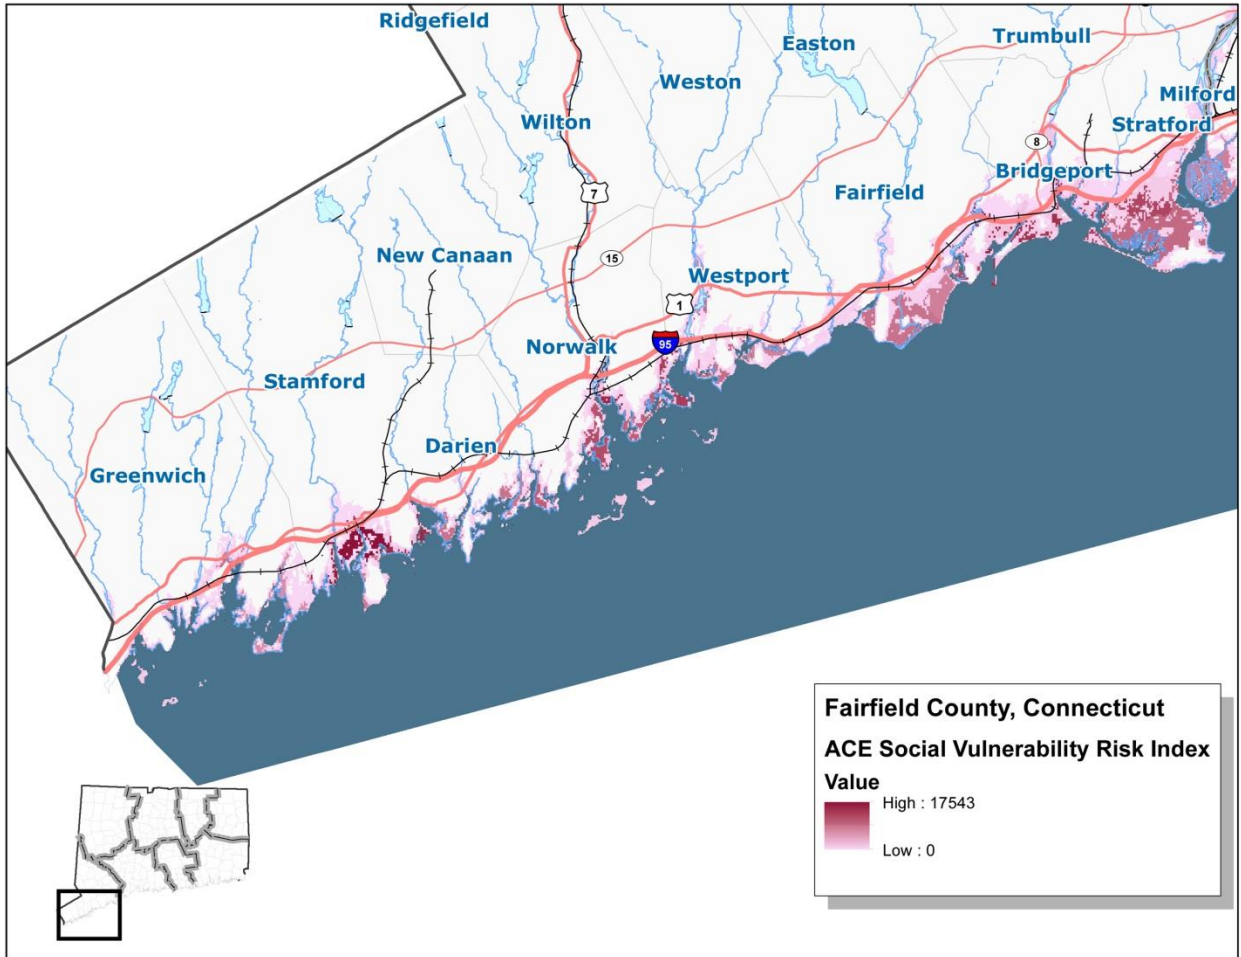 Ridgefield
Easton
Trumbull
Weston
Milford
Wilton
Stratford
8
Bridgeport
7
Fairfield
New Canaan
15
Westport
1
95
Norwalk
Stamford
Darien
Greenwich
Fairfield County, Connecticut
ACE Social Vulnerability Risk Index
Value
High : 17543
Low : 0